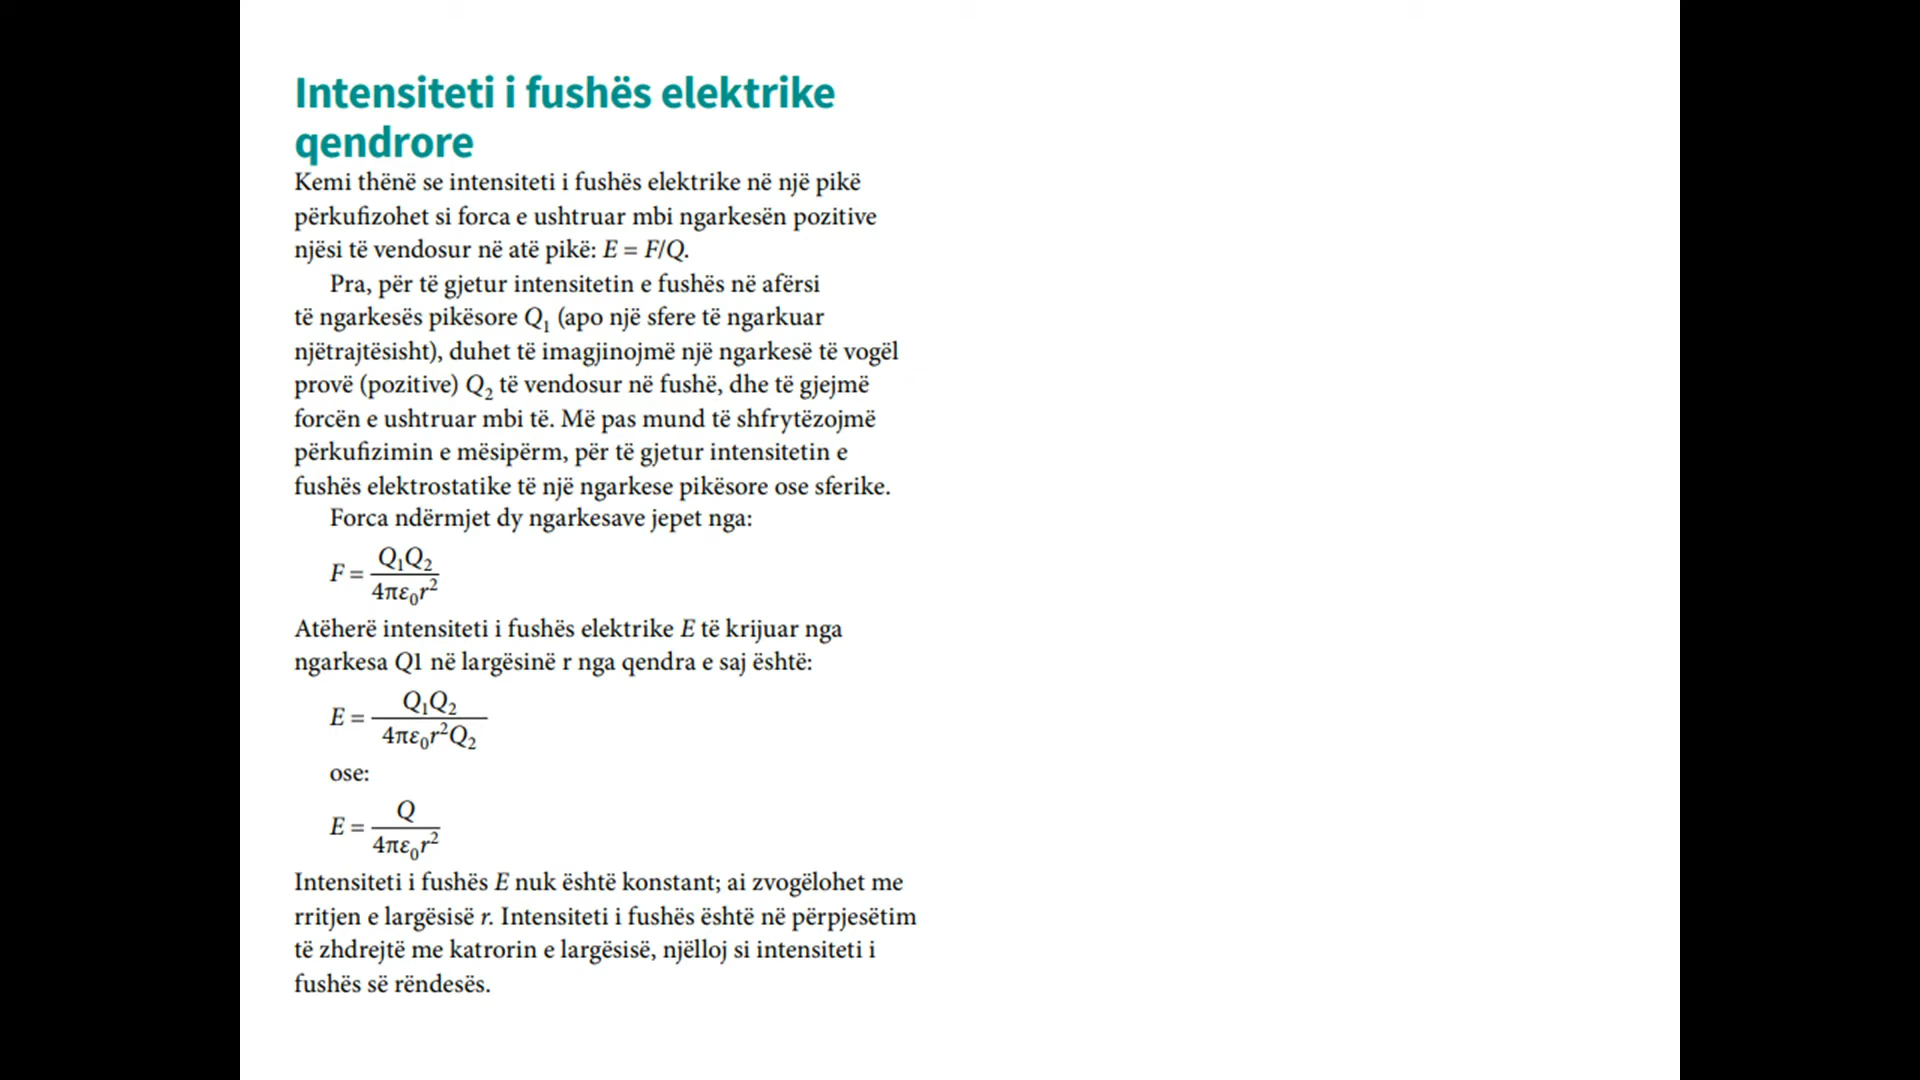 Intensiteti i fushës elektrike
qendrore
Kemi thënë se intensiteti i fushës elektrike në një pikë
përkufizohet si forca e ushtruar mbi ngarkesën pozitive
njësi të vendosur në atë pikë: E = F/Q.
Pra, për të gjetur intensitetin e fushës në afërsi
të ngarkesës pikësore Q₁ (apo një sfere të ngarkuar
njëtrajtësisht), duhet të imagjinojmë një ngarkesë të vogël
provë (pozitive) Q₂ të vendosur në fushë, dhe të gjejmë
forcën e ushtruar mbi të. Më pas mund të shfrytëzojmë
përkufizimin e mësipërm, për të gjetur intensitetin e
fushës elektrostatike të një ngarkese pikësore ose sferike.
Forca ndërmjet dy ngarkesave jepet nga:
F = Q₁Q₂ / 4πε₀r²
Atëherë intensiteti i fushës elektrike E të krijuar nga
ngarkesa Q1 në largësinë r nga qendra e saj është:
E = Q₁Q₂ / 4πε₀r²Q₂
ose:
E = Q / 4πε₀r²
Intensiteti i fushës E nuk është konstant; ai zvogëlohet me
rritjen e largësisë r. Intensiteti i fushës është në përpjesëtim
të zhdrejtë me katrorin e largësisë, njëlloj si intensiteti i
fushës së rëndesës.